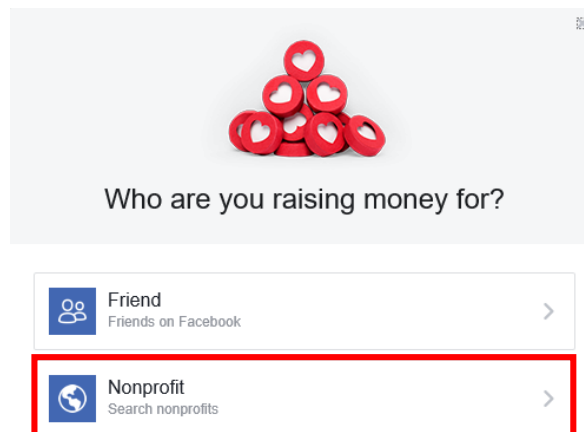 Who are you raising money for?
Friend
Friends on Facebook
Nonprofit
Search nonprofits